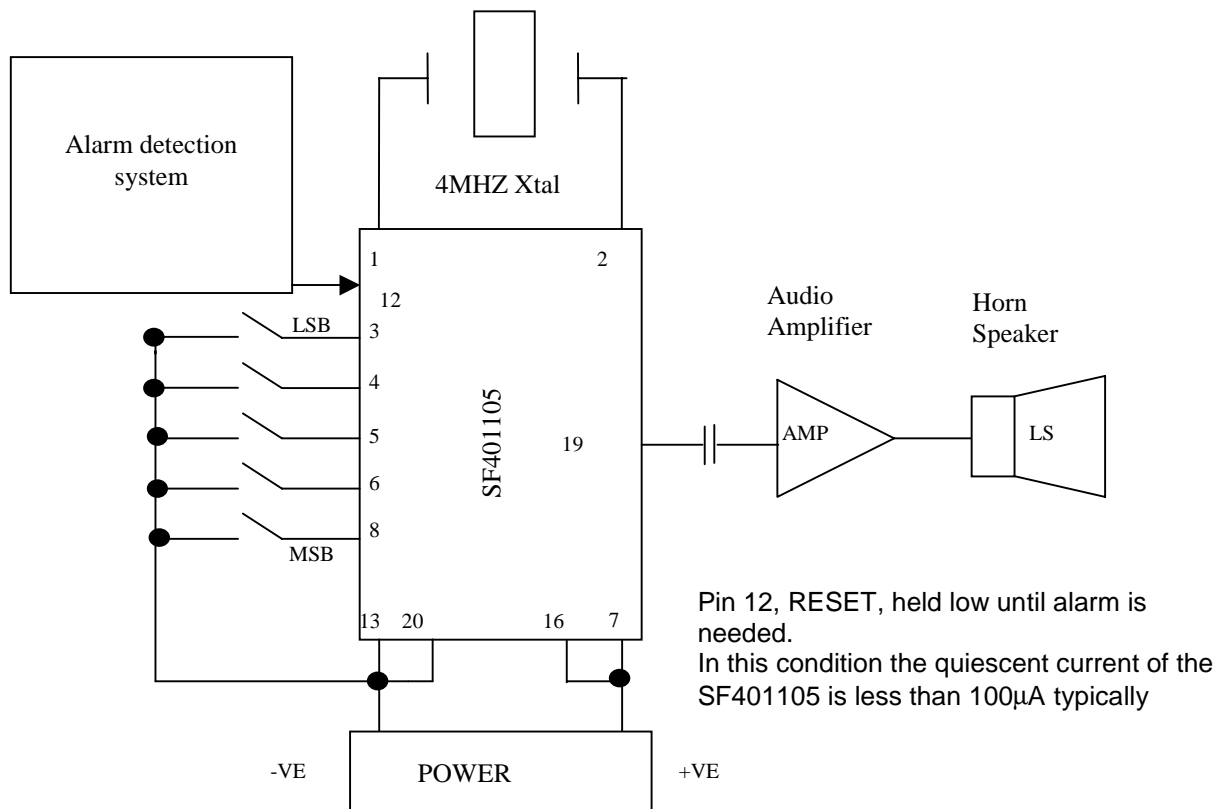 Alarm detection
system
4MHZ Xtal
1
2
12
LSB
3
4
5
6
8
MSB
SF401105
19
13
20
16
7
Audio
Amplifier
Horn
Speaker
AMP
LS
Pin 12, RESET, held low until alarm is
needed.
In this condition the quiescent current of the
SF401105 is less than 100μA typically
-VE
POWER
+VE